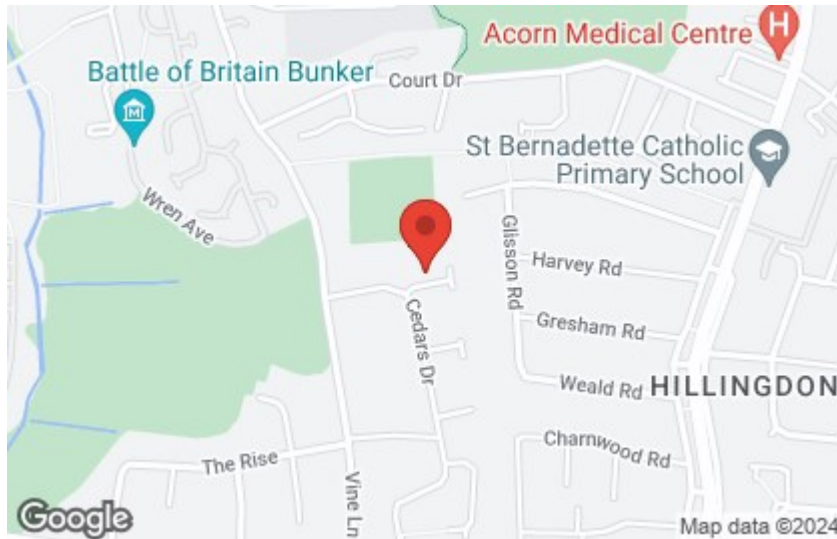 Acorn Medical Centre
H
Battle of Britain Bunker
M
Court Dr
St Bernadette Catholic
Primary School
Wren Ave
Glisson Rd
Harvey Rd
Cedars Dr
Gresham Rd
Weald Rd
HILLINGDON
Charnwood Rd
The Rise
Vine Ln
Google
Map data ©2024